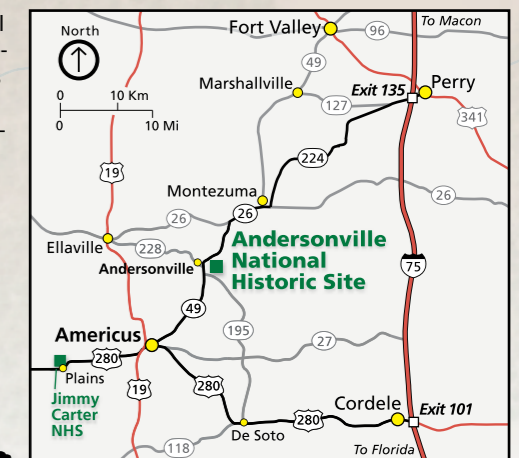 To Macon
Fort Valley
96
North
49
Marshallville
Exit 135
Perry
127
0 10 Km
0 10 Mi
341
224
19
Montezuma
26
26
26
Ellaville
228
Andersonville
Andersonville
National
Historic Site
75
49
195
Americus
27
280
Plains
19
280
Jimmy
Carter
NHS
Cordele
Exit 101
280
De Soto
118
To Florida